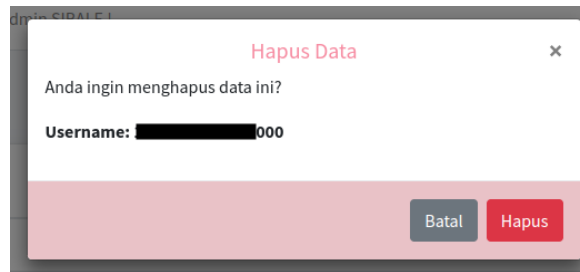 Hapus Data ×
Anda ingin menghapus data ini?
Username: 000
Batal Hapus